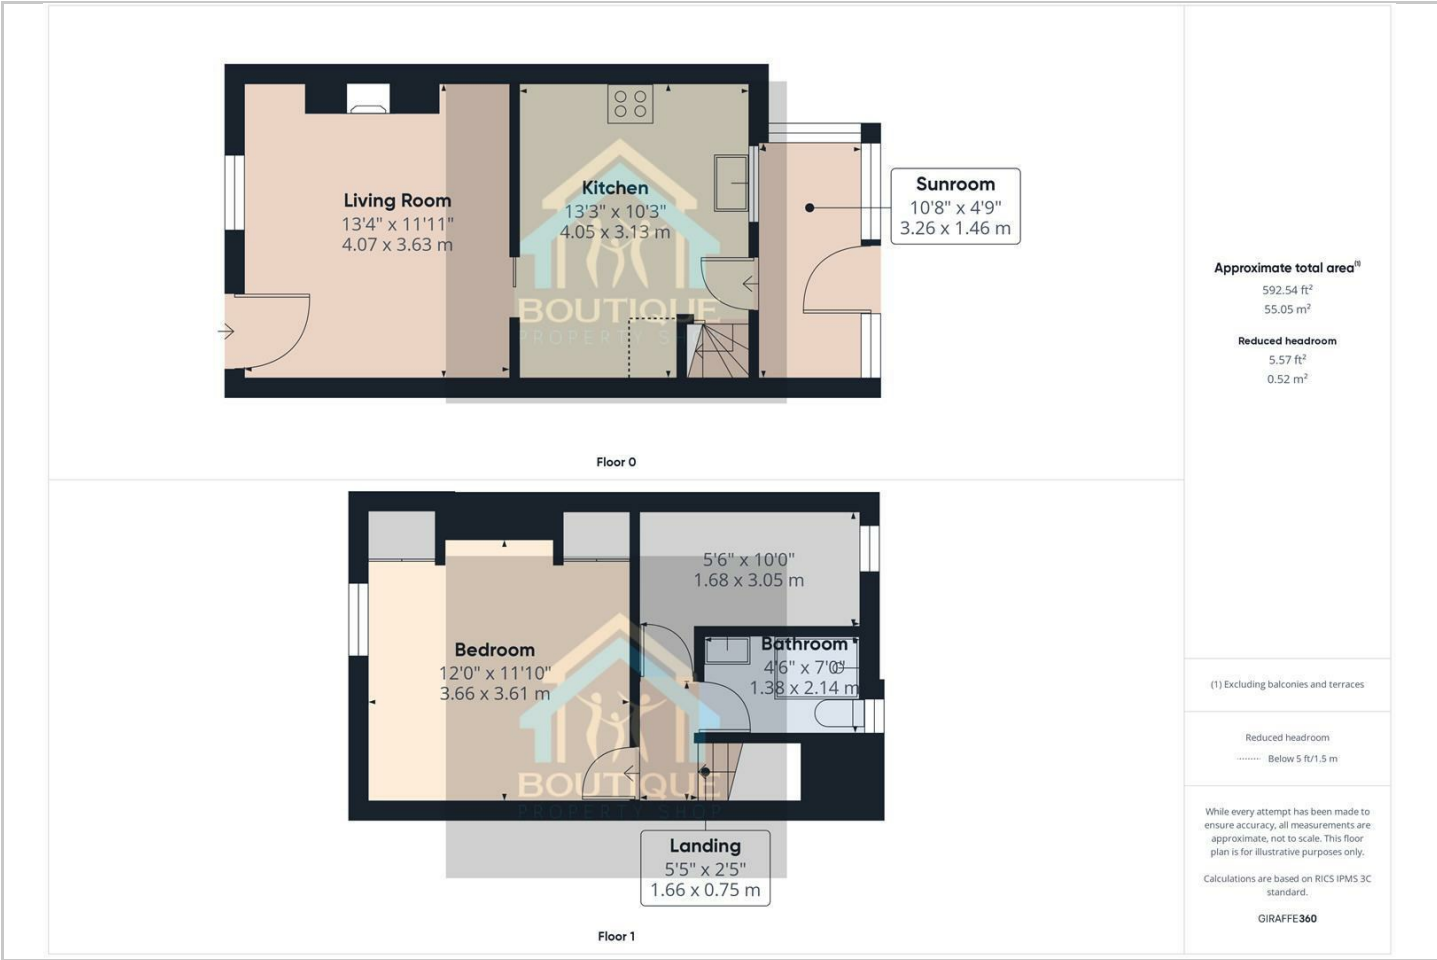 Living Room
13'4" x 11'11"
4.07 x 3.63 m
Kitchen
13'3" x 10'3"
4.05 x 3.13 m
Sunroom
10'8" x 4'9"
3.26 x 1.46 m
BOUTIQUE
PROPERTY SHOP
Floor 0
5'6" x 10'0"
1.68 x 3.05 m
Bedroom
12'0" x 11'10"
3.66 x 3.61 m
Bathroom
4'6" x 7'0"
1.38 x 2.14 m
BOUTIQUE
PROPERTY SHOP
Landing
5'5" x 2'5"
1.66 x 0.75 m
Floor 1
Approximate total area(1)
592.54 ft²
55.05 m²
Reduced headroom
5.57 ft²
0.52 m²
(1) Excluding balconies and terraces
Reduced headroom
Below 5 ft/1.5 m
While every attempt has been made to
ensure accuracy, all measurements are
approximate, not to scale. This floor
plan is for illustrative purposes only.
Calculations are based on RICS IPMS 3C
standard.
GIRAFFE360